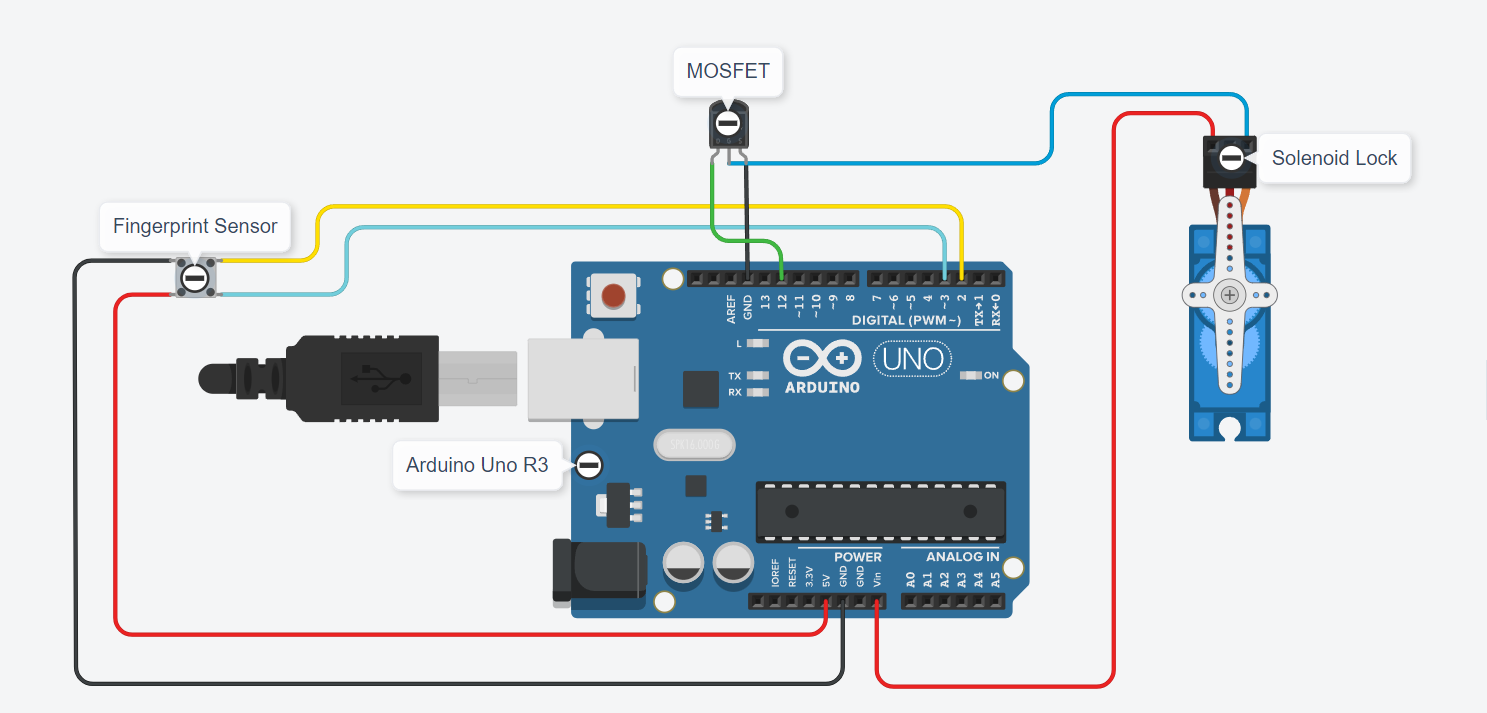 MOSFET
Solenoid Lock
Fingerprint Sensor
AREF
GND
13
12
~11
~10
~9
8
7
~6
~5
4
~3
2
TX→1
RX←0
DIGITAL (PWM~)
L
TX
RX
ARDUINO
UNO
ON
Arduino Uno R3
POWER
ANALOG IN
IOREF
RESET
3.3V
5V
GND
GND
Vin
A0
A1
A2
A3
A4
A5